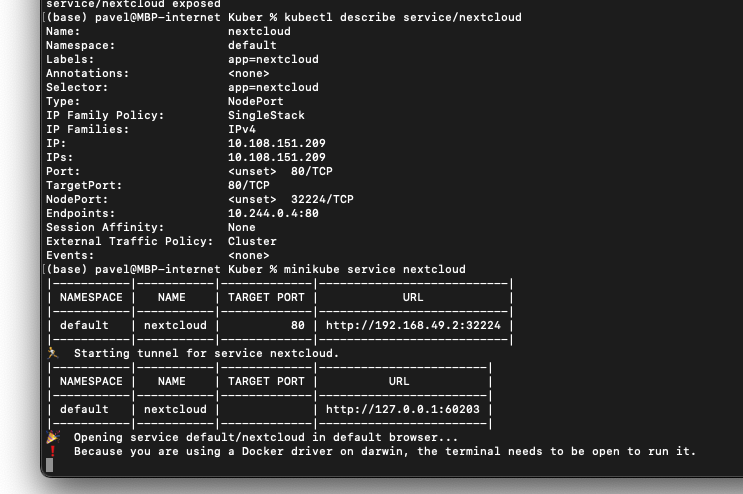 service/nextcloud exposed
(base) pavel@MBP-internet Kuber % kubectl describe service/nextcloud
Name:                     nextcloud
Namespace:                default
Labels:                   app=nextcloud
Annotations:              <none>
Selector:                 app=nextcloud
Type:                     NodePort
IP Family Policy:         SingleStack
IP Families:              IPv4
IP:                       10.108.151.209
IPs:                      10.108.151.209
Port:                     <unset>  80/TCP
TargetPort:               80/TCP
NodePort:                 <unset>  32224/TCP
Endpoints:                10.244.0.4:80
Session Affinity:         None
External Traffic Policy:  Cluster
Events:                   <none>
(base) pavel@MBP-internet Kuber % minikube service nextcloud
| NAMESPACE | NAME | TARGET PORT | URL |
| default | nextcloud | 80 | http://192.168.49.2:32224 |
🏃 Starting tunnel for service nextcloud.
| NAMESPACE | NAME | TARGET PORT | URL |
| default | nextcloud | | http://127.0.0.1:60203 |
🎉 Opening service default/nextcloud in default browser...
❗ Because you are using a Docker driver on darwin, the terminal needs to be open to run it.